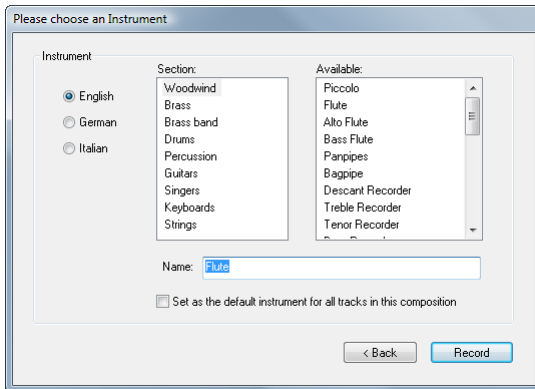 Please choose an Instrument
Instrument
English
German
Italian
Section:
Woodwind
Brass
Brass band
Drums
Percussion
Guitars
Singers
Keyboards
Strings
Available:
Piccolo
Flute
Alto Flute
Bass Flute
Panpipes
Bagpipe
Descant Recorder
Treble Recorder
Tenor Recorder
Name: Flute
Set as the default instrument for all tracks in this composition
< Back Record